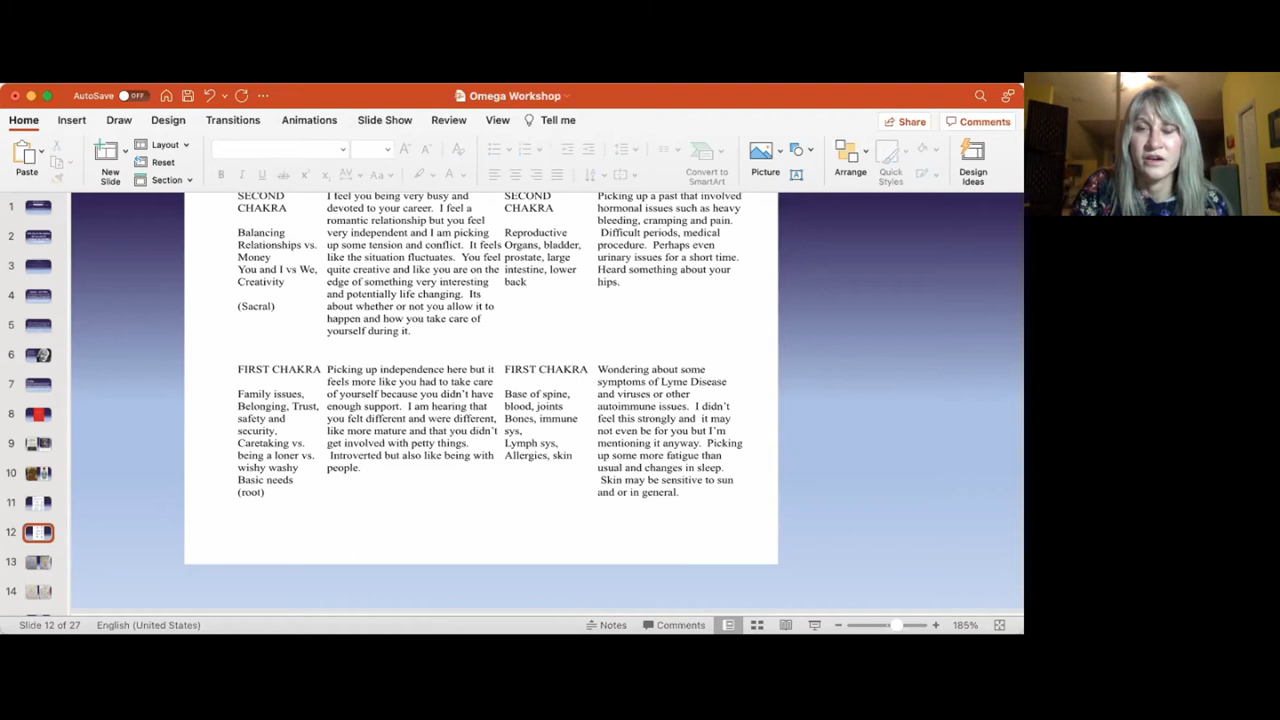 AutoSave OFF
Omega Workshop
Home Insert Draw Design Transitions Animations Slide Show Review View Tell me
Share Comments
Paste
New
Slide
Layout
Reset
Section
B I U
Convert to
SmartArt
Picture
Arrange
Quick
Styles
Design
Ideas
1
2
3
4
5
6
7
8
9
10
11
12
13
14
SECOND
CHAKRA
Balancing
Relationships vs.
Money
You and I vs We,
Creativity
(Sacral)
I feel you being very busy and
devoted to your career. I feel a
romantic relationship but you feel
very independent and I am picking
up some tension and conflict. It feels
like the situation fluctuates. You feel
quite creative and like you are on the
edge of something very interesting
and potentially life changing. Its
about whether or not you allow it to
happen and how you take care of
yourself during it.
SECOND
CHAKRA
Reproductive
Organs, bladder,
prostate, large
intestine, lower
back
Picking up a past that involved
hormonal issues such as heavy
bleeding, cramping and pain.
Difficult periods, medical
procedure. Perhaps even
urinary issues for a short time.
Heard something about your
hips.
FIRST CHAKRA
Family issues,
Belonging, Trust,
safety and
security,
Caretaking vs.
being a loner vs.
wishy washy
Basic needs
(root)
Picking up independence here but it
feels more like you had to take care
of yourself because you didn't have
enough support. I am hearing that
you felt different and were different,
like more mature and that you didn't
get involved with petty things.
Introverted but also like being with
people.
FIRST CHAKRA
Base of spine,
blood, joints
Bones, immune
sys,
Lymph sys,
Allergies, skin
Wondering about some
symptoms of Lyme Disease
and viruses or other
autoimmune issues. I didn't
feel this strongly and it may
not even be for you but I'm
mentioning it anyway. Picking
up some more fatigue than
usual and changes in sleep.
Skin may be sensitive to sun
and or in general.
Slide 12 of 27 English (United States)
Notes Comments 185%